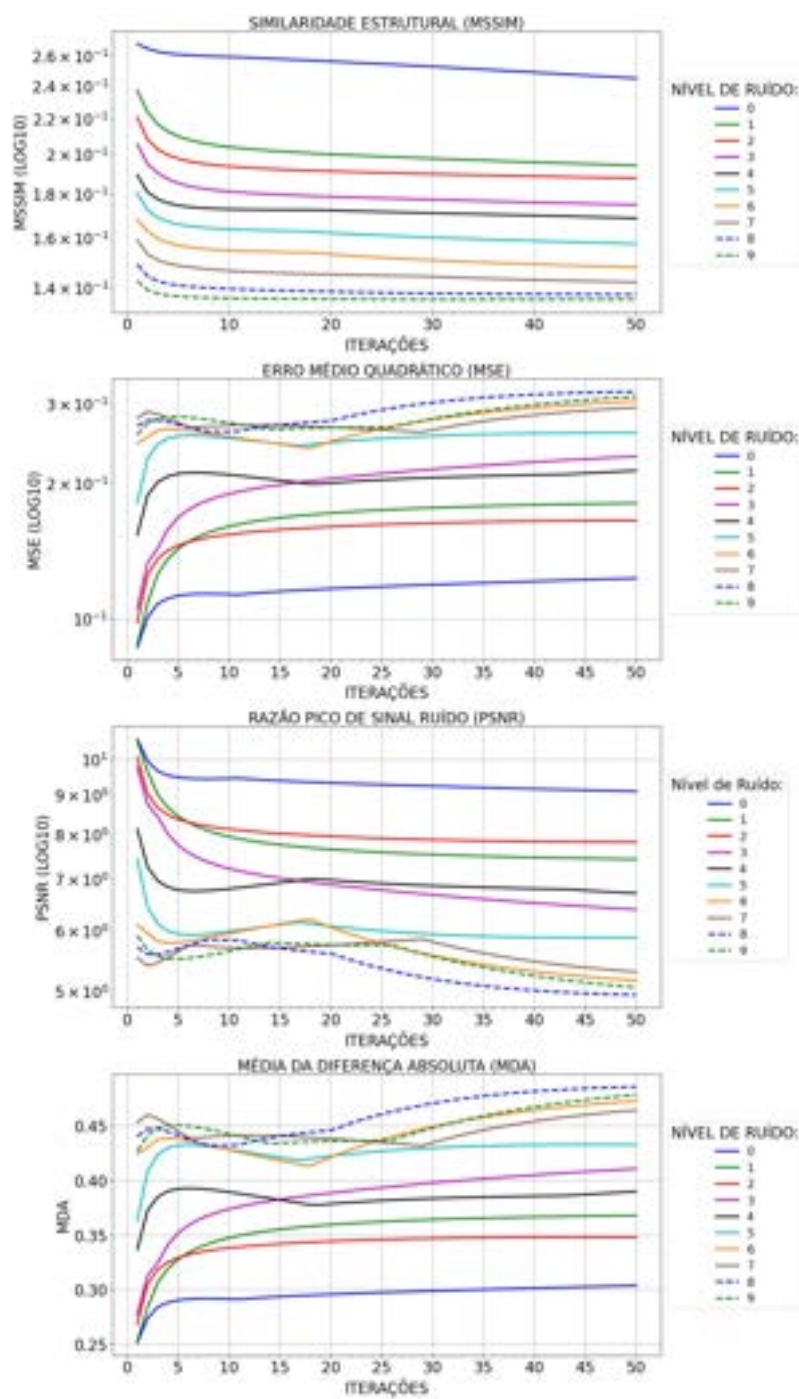 SIMILARIDADE ESTRUTURAL (MSSIM)
MSSIM (LOG10)
2.6 × 10⁻¹
2.4 × 10⁻¹
2.2 × 10⁻¹
2 × 10⁻¹
1.8 × 10⁻¹
1.6 × 10⁻¹
1.4 × 10⁻¹
0 10 20 30 40 50
ITERAÇÕES
NÍVEL DE RUÍDO:
0
1
2
3
4
5
6
7
8
9
ERRO MÉDIO QUADRÁTICO (MSE)
MSE (LOG10)
3 × 10⁻¹
2 × 10⁻¹
10⁻¹
0 5 10 15 20 25 30 35 40 45 50
ITERAÇÕES
NÍVEL DE RUÍDO:
0
1
2
3
4
5
6
7
8
9
RAZÃO PICO DE SINAL RUÍDO (PSNR)
PSNR (LOG10)
10¹
9 × 10⁰
8 × 10⁰
7 × 10⁰
6 × 10⁰
5 × 10⁰
0 5 10 15 20 25 30 35 40 45 50
ITERAÇÕES
Nível de Ruído:
0
1
2
3
4
5
6
7
8
9
MÉDIA DA DIFERENÇA ABSOLUTA (MDA)
MDA
0.45
0.40
0.35
0.30
0.25
0 5 10 15 20 25 30 35 40 45 50
ITERAÇÕES
NÍVEL DE RUÍDO:
0
1
2
3
4
5
6
7
8
9